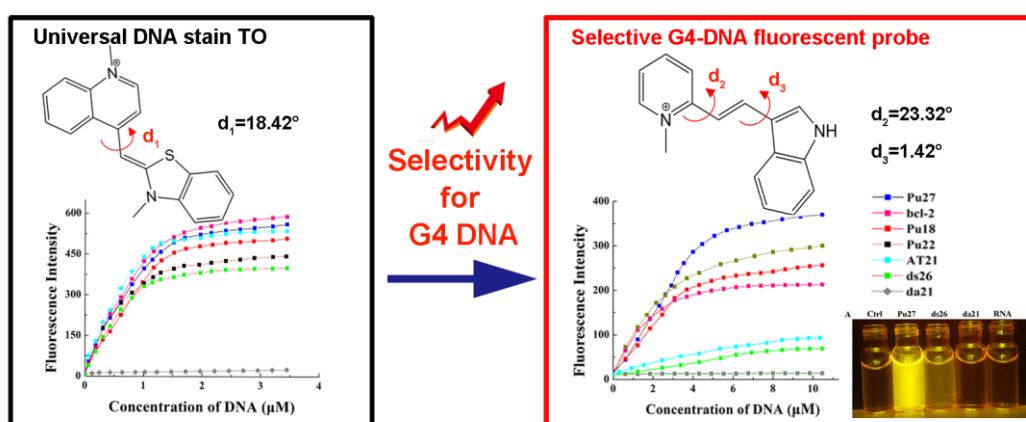 Universal DNA stain TO
N
⊕
d1
d1=18.42°
S
N
Fluorescence Intensity
600
450
300
150
0
0
1
2
3
4
Concentration of DNA (μM)
Selectivity
for
G4 DNA
Selective G4-DNA fluorescent probe
⊕
N
d2
d3
NH
d2=23.32°
d3=1.42°
Fluorescence Intencity
400
300
200
100
0
0
2
4
6
8
10
Concentration of DNA (μM)
Pu27
bcl-2
Pu18
Pu22
AT21
ds26
da21
A Ctrl Pu27 ds26 da21 RNA